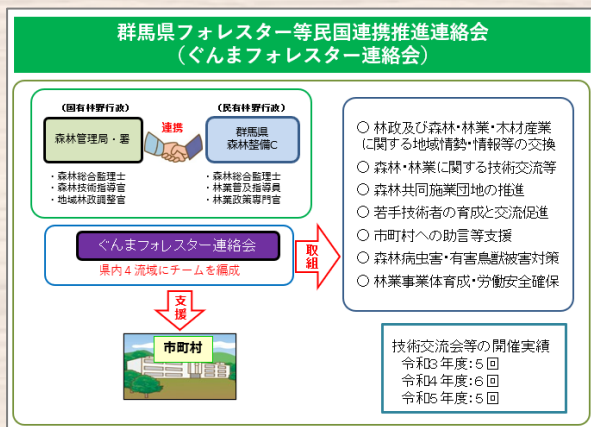 群馬県フォレスター等民国連携推進連絡会
（ぐんまフォレスター連絡会）
（国有林野行政）
森林管理局・署
・森林総合監理士
・森林技術指導官
・地域林政調整官
連携
（民有林野行政）
群馬県
森林整備C
・森林総合監理士
・林業普及指導員
・林業政策専門官
ぐんまフォレスター連絡会
県内４流域にチームを編成
取組
支援
市町村
○ 林政及び森林・林業・木材産業
に関する地域情勢・情報等の交換
○ 森林・林業に関する技術交流等
○ 森林共同施業団地の推進
○ 若手技術者の育成と交流促進
○ 市町村への助言等支援
○ 森林病虫害・有害鳥獣被害対策
○ 林業事業体育成・労働安全確保
技術交流会等の開催実績
令和３年度：５回
令和４年度：６回
令和５年度：５回